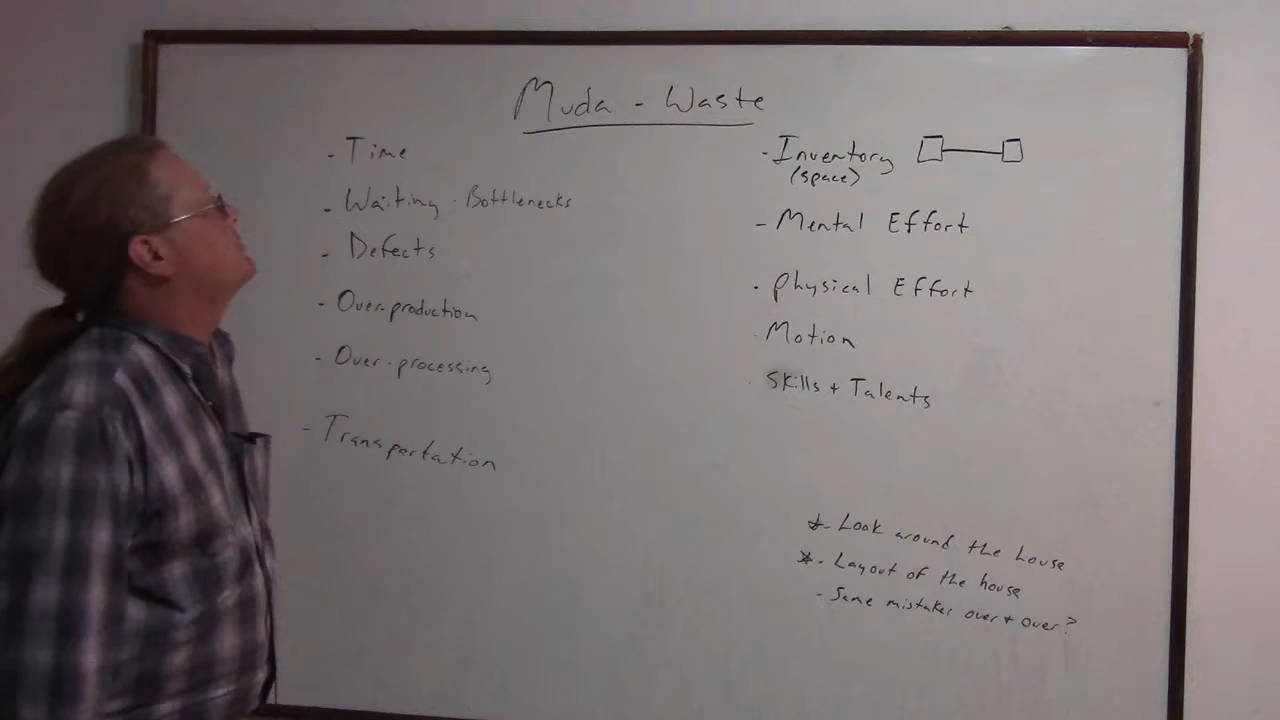 Muda - Waste
- Time
- Waiting - Bottlenecks
- Defects
- Over-production
- Over-processing
- Transportation
- Inventory
(space)
- Mental Effort
- Physical Effort
- Motion
- Skills + Talents
* - Look around the house
* - Layout of the house
- Same mistakes over + over?